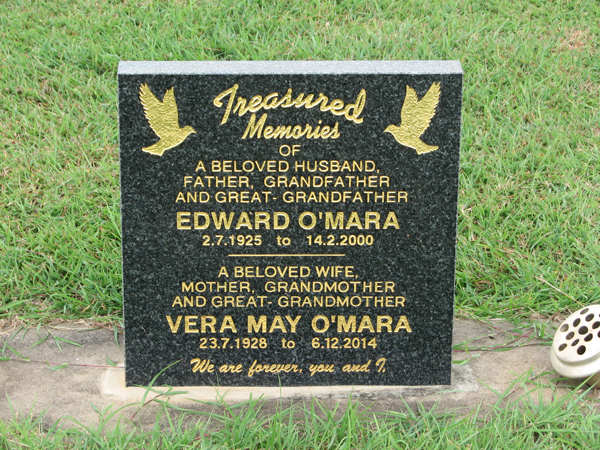 Treasured
Memories
OF
A BELOVED HUSBAND,
FATHER, GRANDFATHER
AND GREAT- GRANDFATHER
EDWARD O'MARA
2.7.1925 to 14.2.2000
A BELOVED WIFE,
MOTHER, GRANDMOTHER
AND GREAT- GRANDMOTHER
VERA MAY O'MARA
23.7.1928 to 6.12.2014
We are forever, you and I.